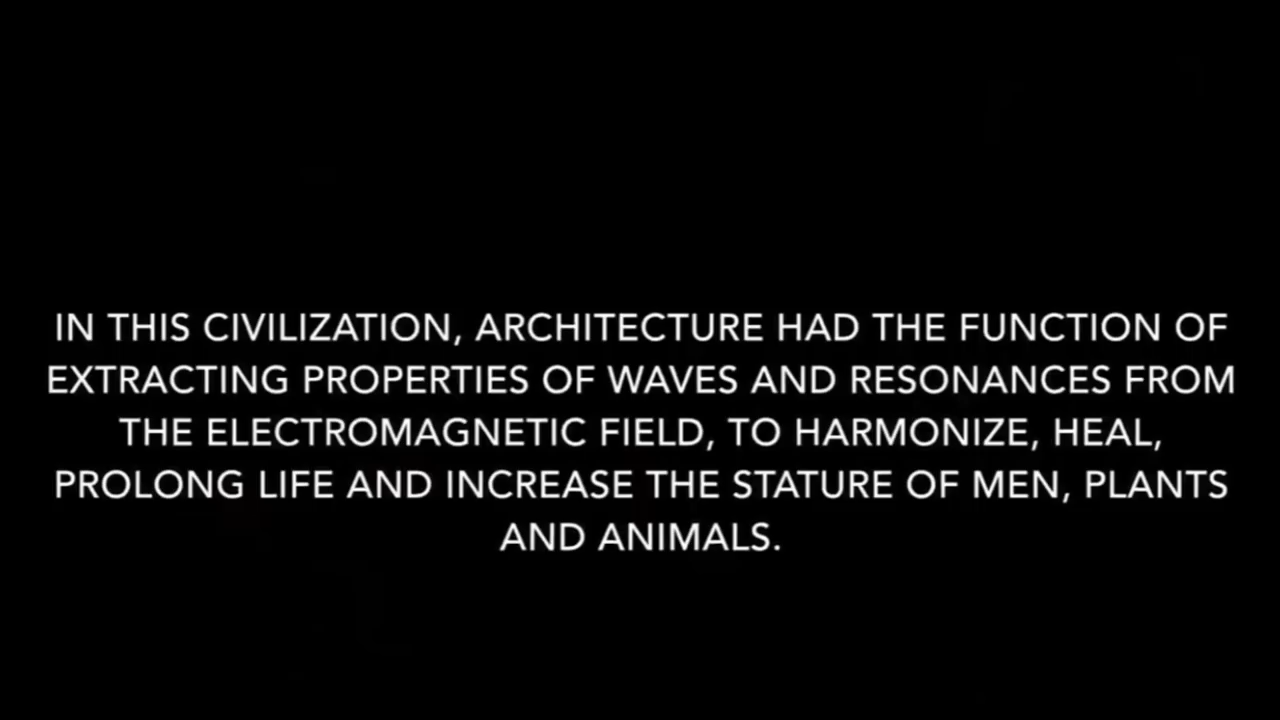 IN THIS CIVILIZATION, ARCHITECTURE HAD THE FUNCTION OF
EXTRACTING PROPERTIES OF WAVES AND RESONANCES FROM
THE ELECTROMAGNETIC FIELD, TO HARMONIZE, HEAL,
PROLONG LIFE AND INCREASE THE STATURE OF MEN, PLANTS
AND ANIMALS.